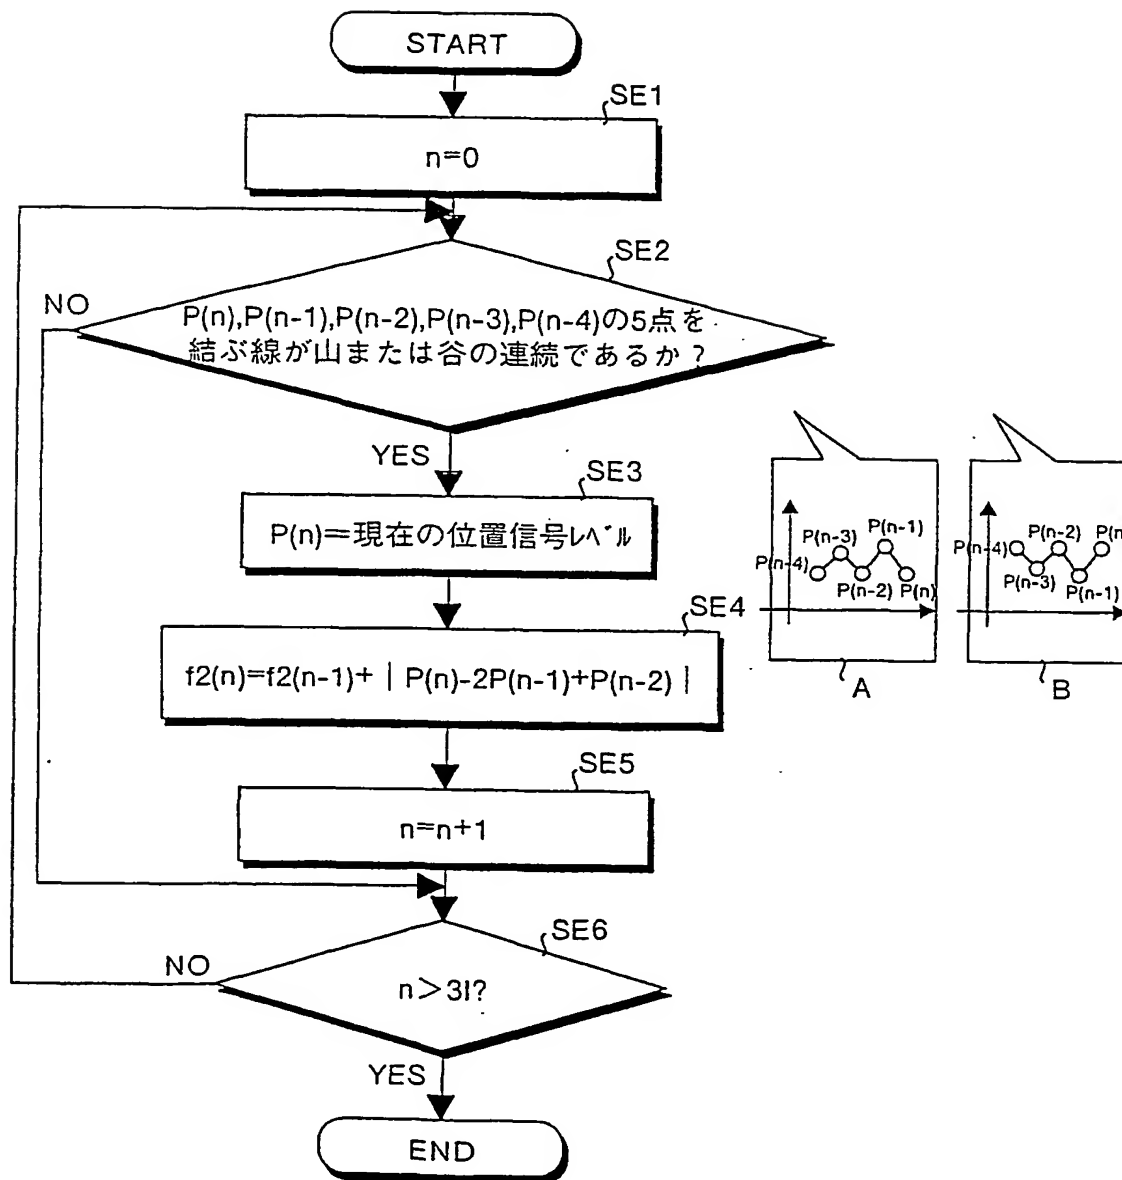 START
SE1
n=0
SE2
NO
P(n),P(n-1),P(n-2),P(n-3),P(n-4)の5点を
結ぶ線が山または谷の連続であるか?
YES
SE3
P(n)=現在の位置信号レベル
SE4
f2(n)=f2(n-1)+|P(n)-2P(n-1)+P(n-2)|
SE5
n=n+1
SE6
NO
n>31?
YES
END
P(n-1)
P(n-3)
P(n-4)
P(n-2)
P(n)
A
P(n-2)
P(n
P(n-4)
P(n-3)
P(n-1)
B